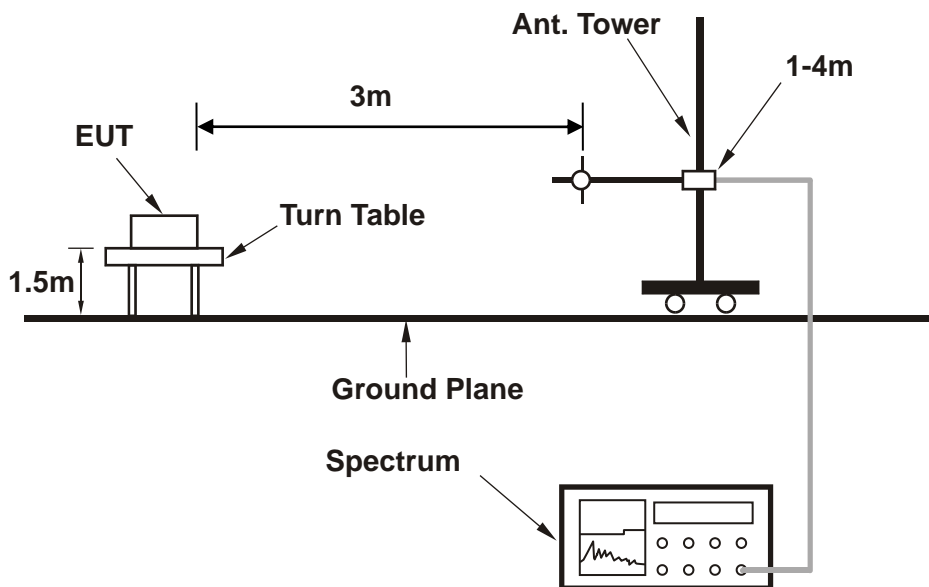 Ant. Tower
1-4m
3m
EUT
Turn Table
1.5m
Ground Plane
Spectrum